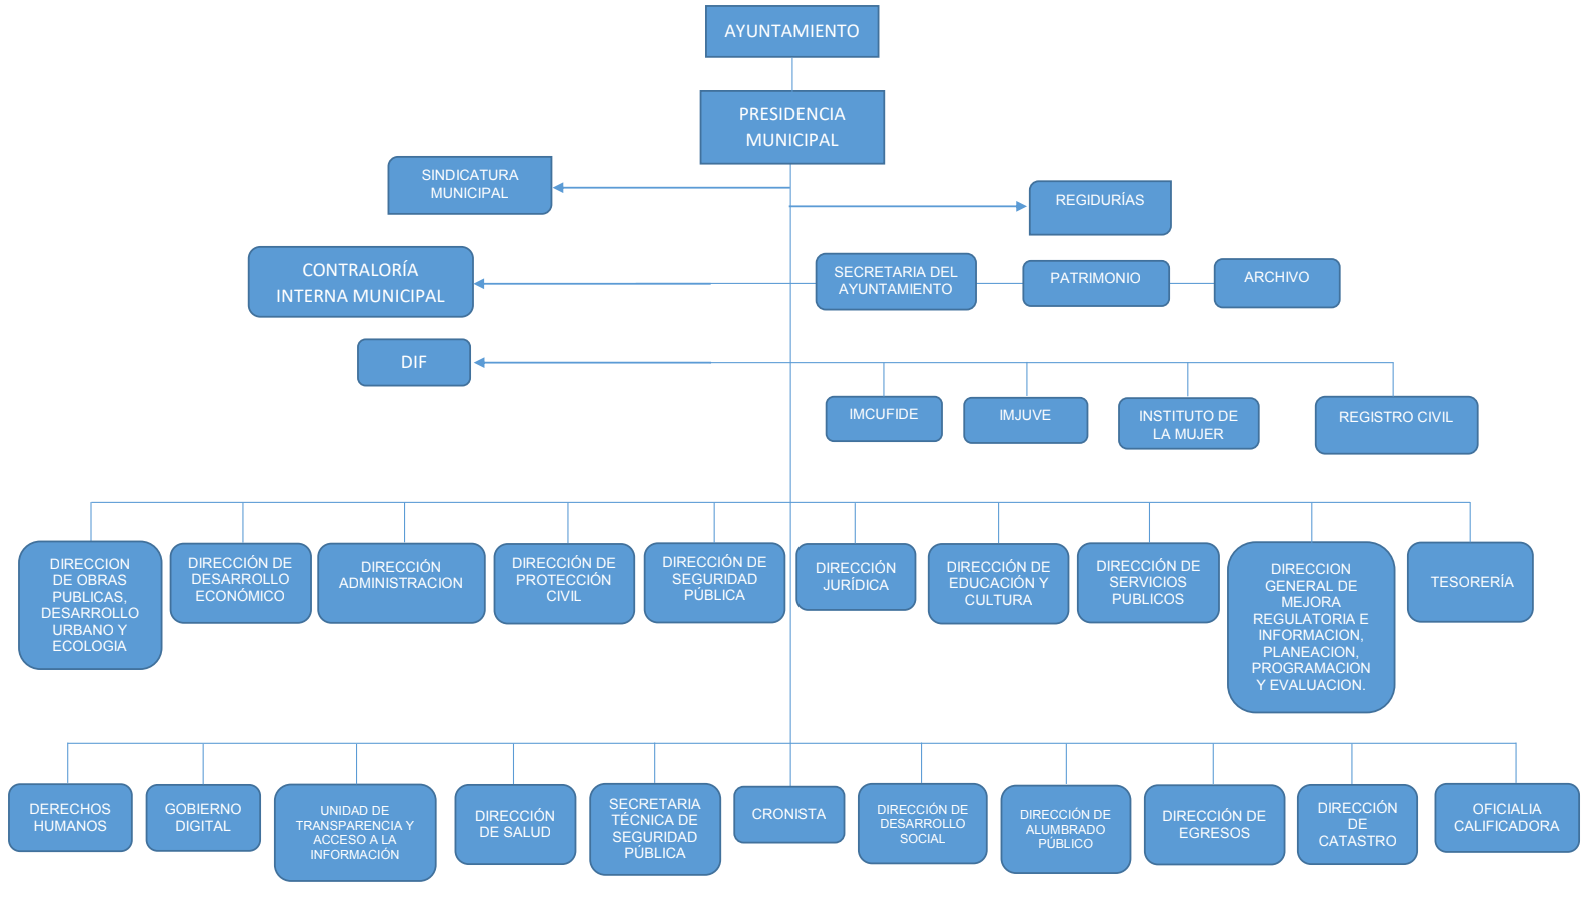 AYUNTAMIENTO
PRESIDENCIA
MUNICIPAL
SINDICATURA
MUNICIPAL
REGIDURÍAS
CONTRALORÍA
INTERNA MUNICIPAL
SECRETARIA DEL
AYUNTAMIENTO
PATRIMONIO
ARCHIVO
DIF
IMCUFIDE
IMJUVE
INSTITUTO DE
LA MUJER
REGISTRO CIVIL
DIRECCION
DE OBRAS
PUBLICAS,
DESARROLLO
URBANO Y
ECOLOGIA
DIRECCIÓN DE
DESARROLLO
ECONÓMICO
DIRECCIÓN
ADMINISTRACION
DIRECCIÓN DE
PROTECCIÓN
CIVIL
DIRECCIÓN DE
SEGURIDAD
PÚBLICA
DIRECCIÓN
JURÍDICA
DIRECCIÓN DE
EDUCACIÓN Y
CULTURA
DIRECCIÓN DE
SERVICIOS
PUBLICOS
DIRECCION
GENERAL DE
MEJORA
REGULATORIA E
INFORMACION,
PLANEACION,
PROGRAMACION
Y EVALUACION.
TESORERÍA
DERECHOS
HUMANOS
GOBIERNO
DIGITAL
UNIDAD DE
TRANSPARENCIA Y
ACCESO A LA
INFORMACIÓN
DIRECCIÓN
DE SALUD
SECRETARIA
TÉCNICA DE
SEGURIDAD
PÚBLICA
CRONISTA
DIRECCIÓN DE
DESARROLLO
SOCIAL
DIRECCIÓN DE
ALUMBRADO
PÚBLICO
DIRECCIÓN DE
EGRESOS
DIRECCIÓN
DE
CATASTRO
OFICIALIA
CALIFICADORA